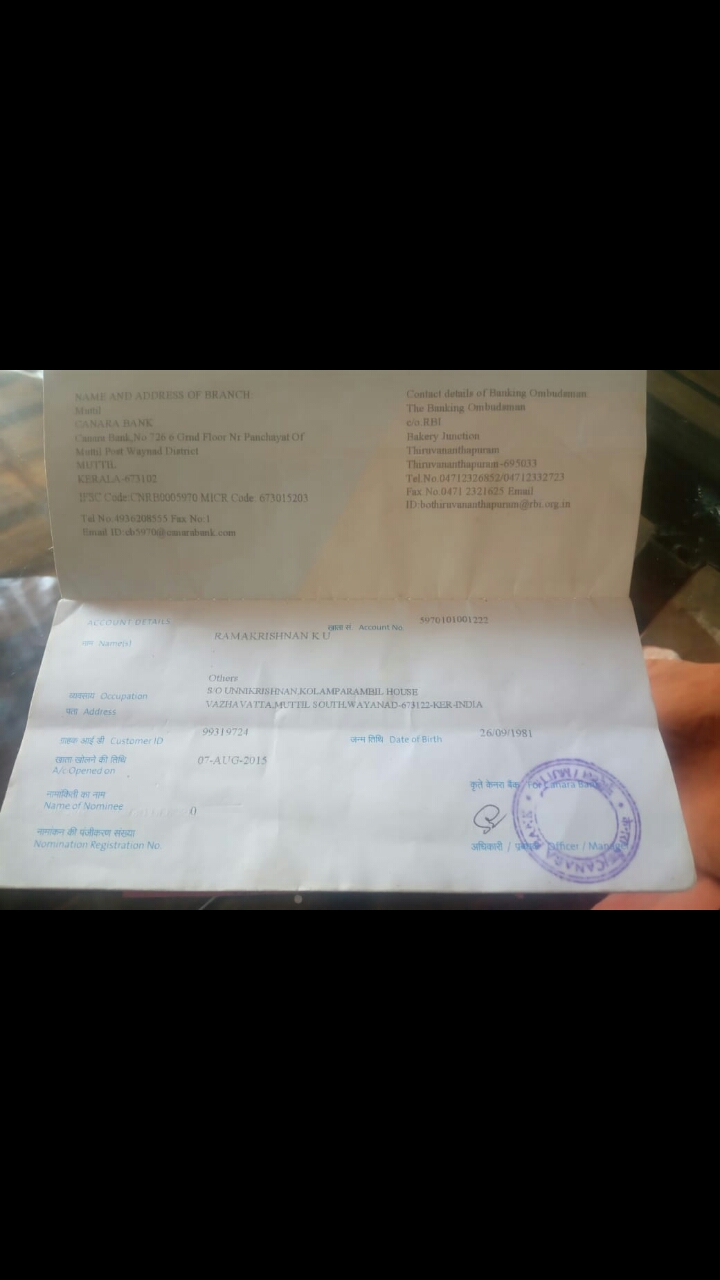 NAME AND ADDRESS OF BRANCH:
Muttil
CANARA BANK
Canara Bank,No 726 6 Grnd Floor Nr Panchayat Of
Muttil Post Waynad District
MUTTIL
KERALA-673102
IFSC Code:CNRB0005970 MICR Code: 673015203
Tel No:4936208555 Fax No:1
Email ID:cb5970@canarabank.com
Contact details of Banking Ombudsman:
The Banking Ombudsman
c/o.RBI
Bakery Junction
Thiruvananthapuram
Thiruvananthapuram-695033
Tel.No.04712326852/04712332723
Fax No.0471 2321625 Email
ID:bothiruvananthapuram@rbi.org.in
ACCOUNT DETAILS
खाता सं. Account No. 5970101001222
नाम Name(s) RAMAKRISHNAN K U
व्यवसाय Occupation Others
पता Address S/O UNNIKRISHNAN,KOLAMPARAMBIL HOUSE
VAZHAVATTA,MUTTIL SOUTH,WAYANAD-673122-KER-INDIA
ग्राहक आई डी Customer ID 99319724
जन्म तिथि Date of Birth 26/09/1981
खाता खोलने की तिथि
A/c Opened on 07-AUG-2015
नामांकिती का नाम
Name of Nominee 0
नामांकन की पंजीकरण संख्या
Nomination Registration No.
कृते केनरा बैंक For Canara Bank
अधिकारी / Officer / Manager
CANARA